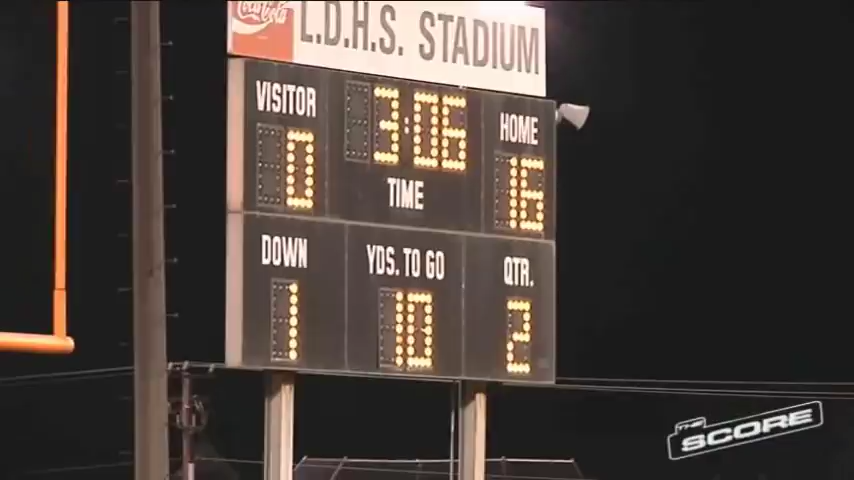 Coca-Cola
L.D.H.S. STADIUM
VISITOR
3:06
HOME
0
TIME
16
DOWN
YDS. TO GO
QTR.
1
10
2
THE
SCORE